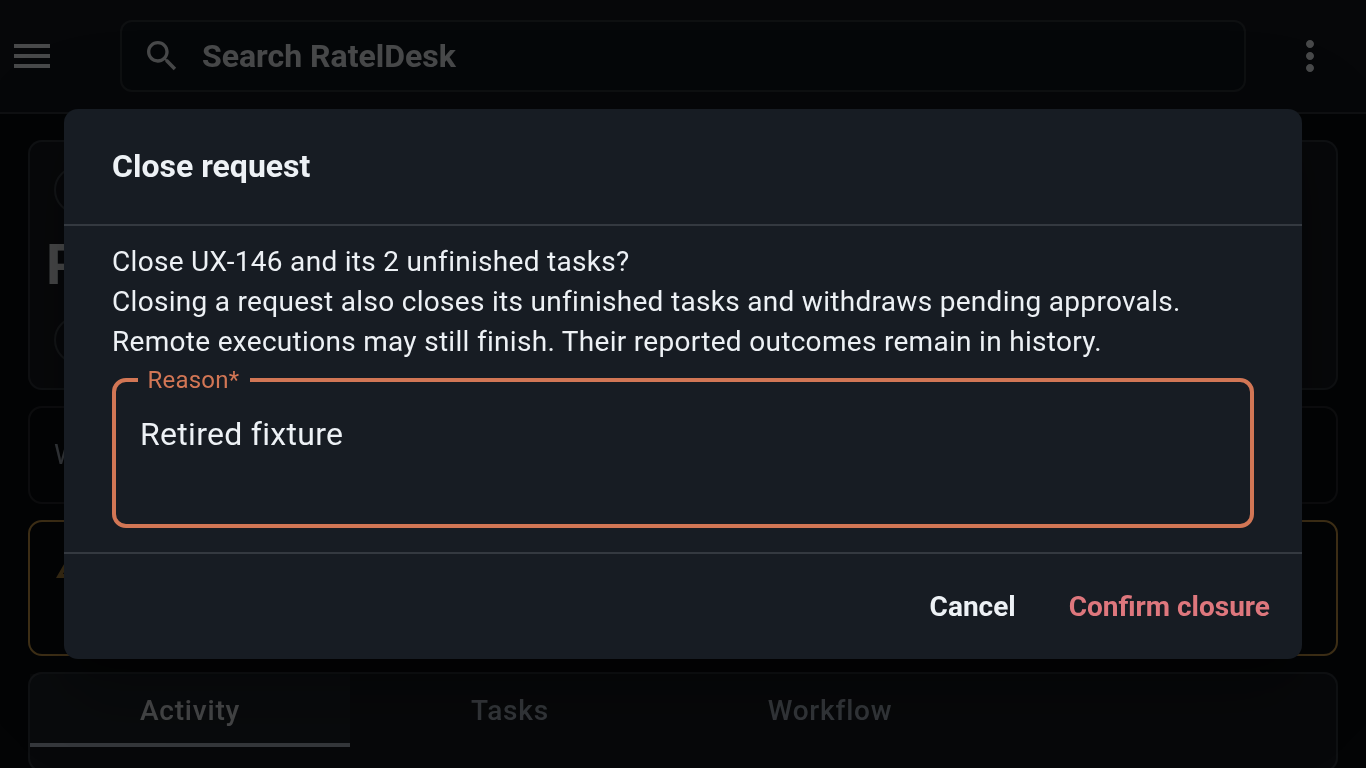 Search RatelDesk
Close request
Close UX-146 and its 2 unfinished tasks?
Closing a request also closes its unfinished tasks and withdraws pending approvals.
Remote executions may still finish. Their reported outcomes remain in history.
Reason*
Retired fixture
Cancel Confirm closure
Activity Tasks Workflow